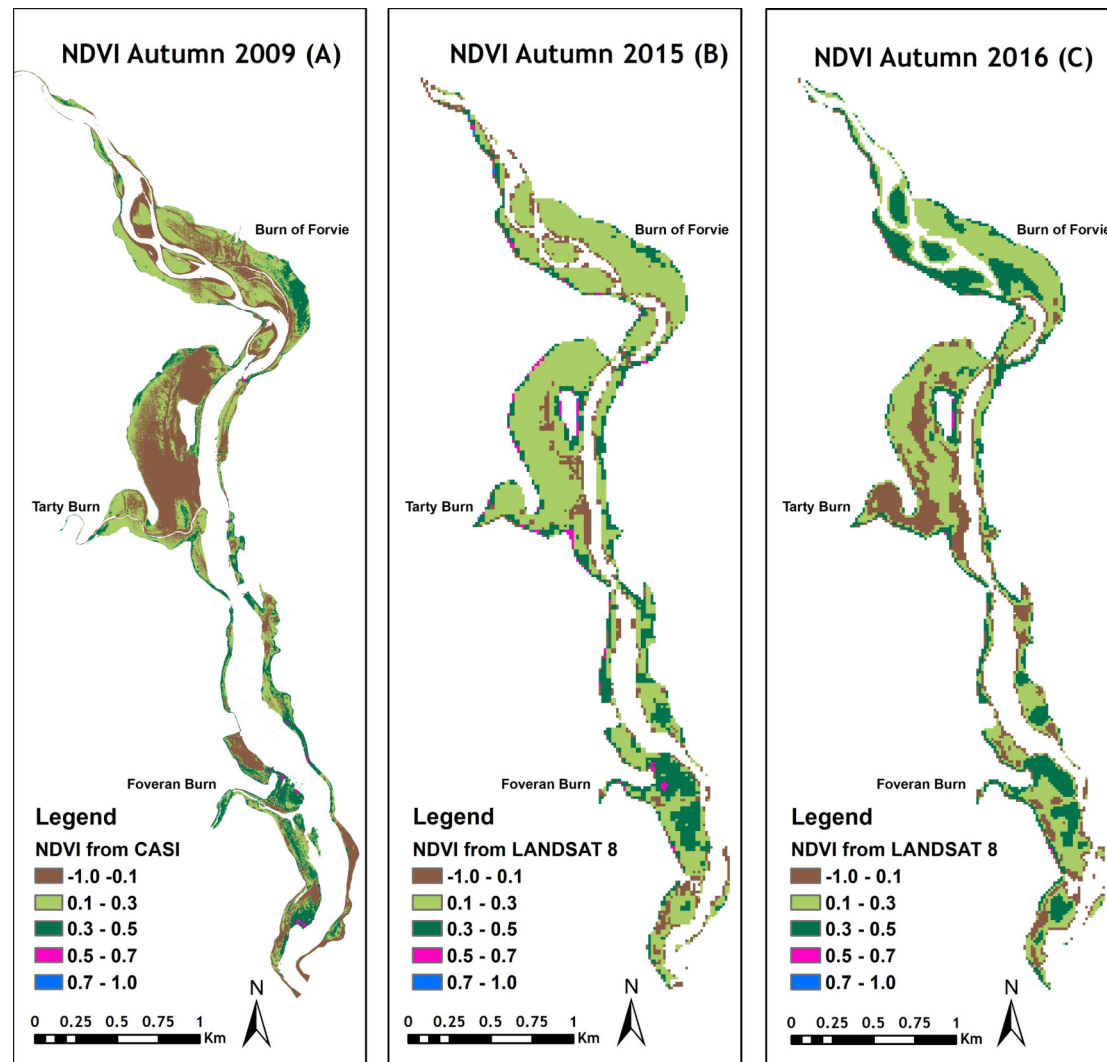 NDVI Autumn 2009 (A)
Burn of Forvie
Tarty Burn
Foveran Burn
Legend
NDVI from CASI
-1.0 -0.1
0.1 - 0.3
0.3 - 0.5
0.5 - 0.7
0.7 - 1.0
N
0 0.25 0.5 0.75 1
Km
NDVI Autumn 2015 (B)
Burn of Forvie
Tarty Burn
Foveran Burn
Legend
NDVI from LANDSAT 8
-1.0 - 0.1
0.1 - 0.3
0.3 - 0.5
0.5 - 0.7
0.7 - 1.0
N
0 0.25 0.5 0.75 1
Km
NDVI Autumn 2016 (C)
Burn of Forvie
Tarty Burn
Foveran Burn
Legend
NDVI from LANDSAT 8
-1.0 - 0.1
0.1 - 0.3
0.3 - 0.5
0.5 - 0.7
0.7 - 1.0
N
0 0.25 0.5 0.75 1
Km